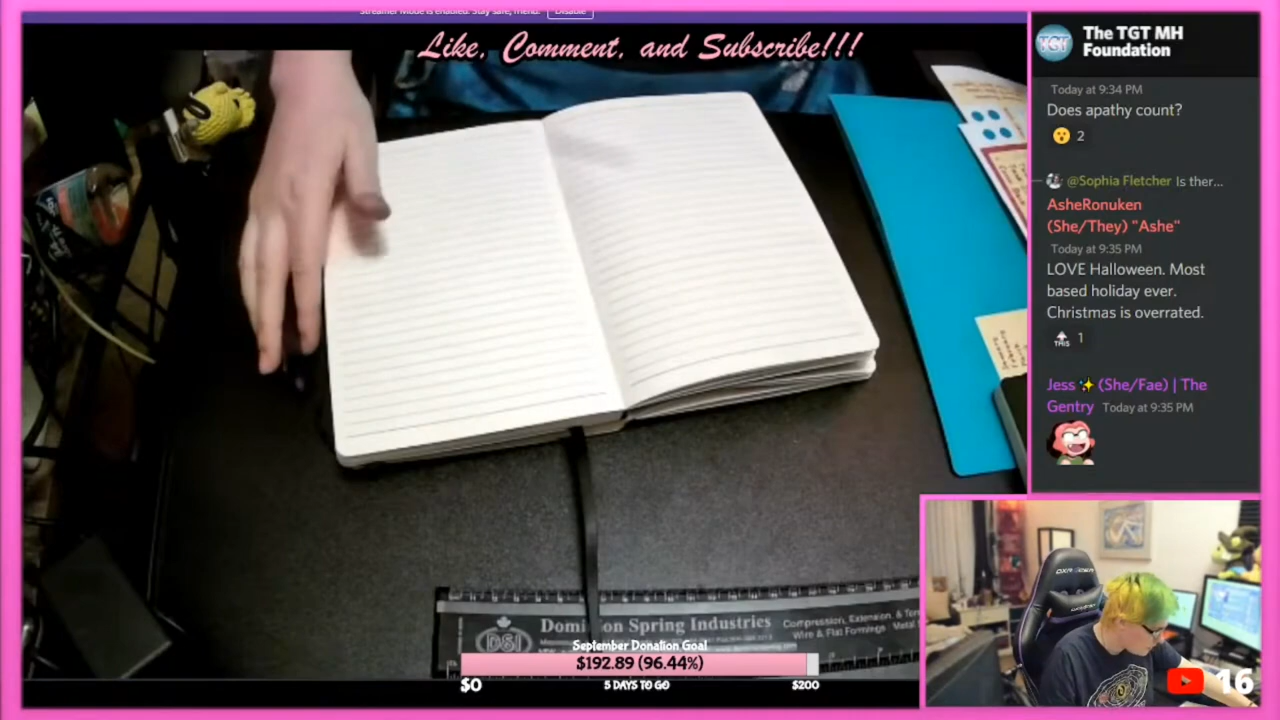 Streamer Mode is enabled. Stay safe, friend. Disable
Like, Comment, and Subscribe!!!
TGT
The TGT MH
Foundation
Today at 9:34 PM
Does apathy count?
2
@Sophia Fletcher Is ther...
AsheRonuken
(She/They) "Ashe"
Today at 9:35 PM
LOVE Halloween. Most
based holiday ever.
Christmas is overrated.
THIS 1
Jess ✨ (She/Fae) | The
Gentry Today at 9:35 PM
DXRACER
Dominion Spring Industries
Compression, Extension, &
Wire & Flat Formings
DSI
September Donation Goal
$192.89 (96.44%)
$0 5 DAYS TO GO $200
16